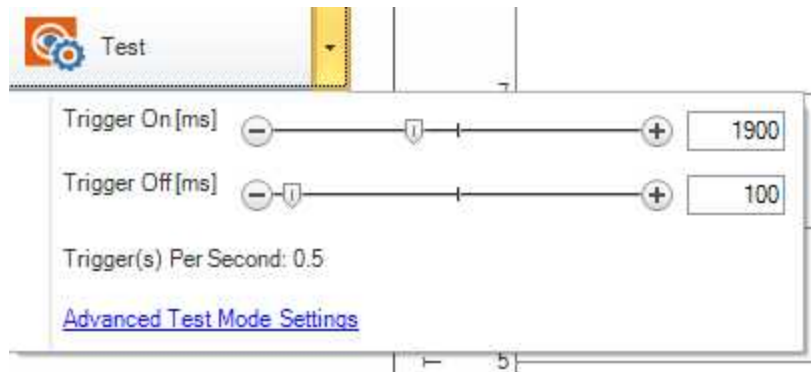 Test
7
Trigger On [ms]
1900
Trigger Off [ms]
100
Trigger(s) Per Second: 0.5
Advanced Test Mode Settings
5